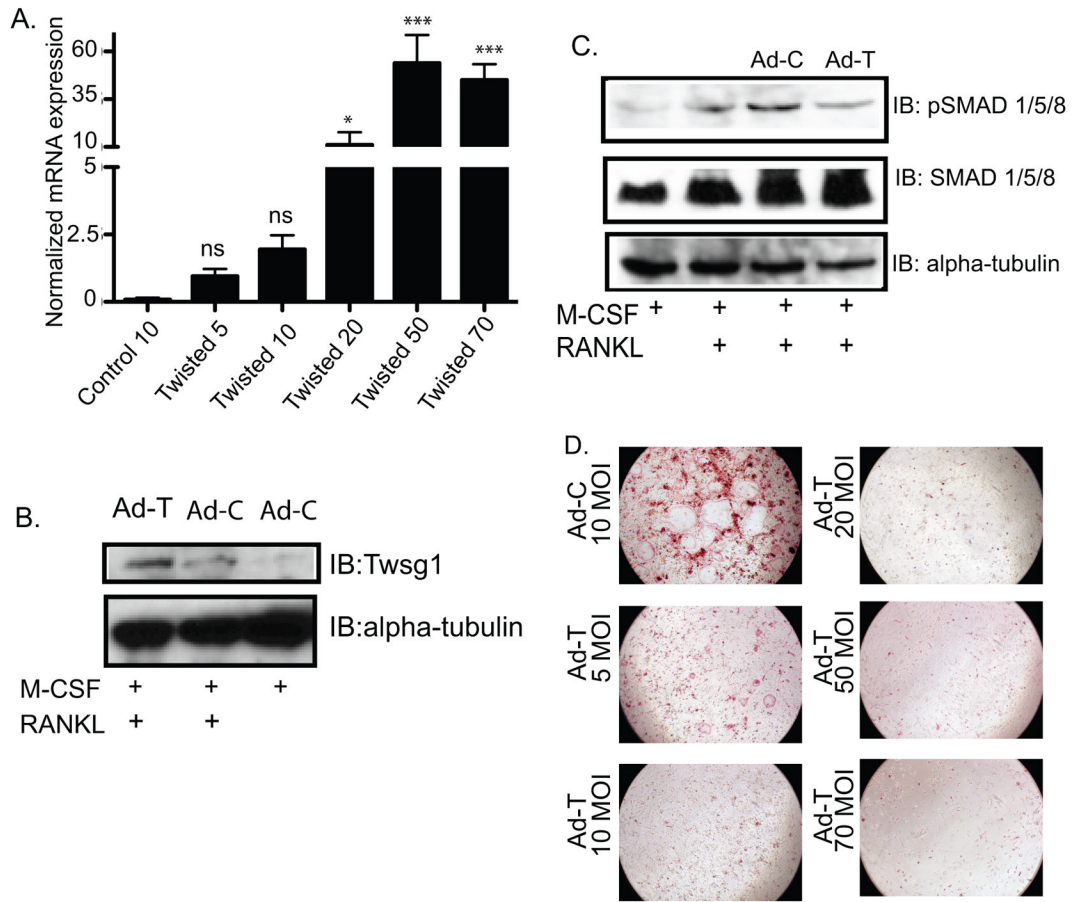 A.
Normalized mRNA expression
60
35
10
5
2.5
0
ns
ns
*
***
***
Control 10
Twisted 5
Twisted 10
Twisted 20
Twisted 50
Twisted 70
B.
Ad-T Ad-C Ad-C
IB:Twsg1
IB:alpha-tubulin
M-CSF + + +
RANKL + +
C.
Ad-C Ad-T
IB: pSMAD 1/5/8
IB: SMAD 1/5/8
IB: alpha-tubulin
M-CSF + + + +
RANKL + + +
D.
Ad-C
10 MOI
Ad-T
20 MOI
Ad-T
5 MOI
Ad-T
50 MOI
Ad-T
10 MOI
Ad-T
70 MOI